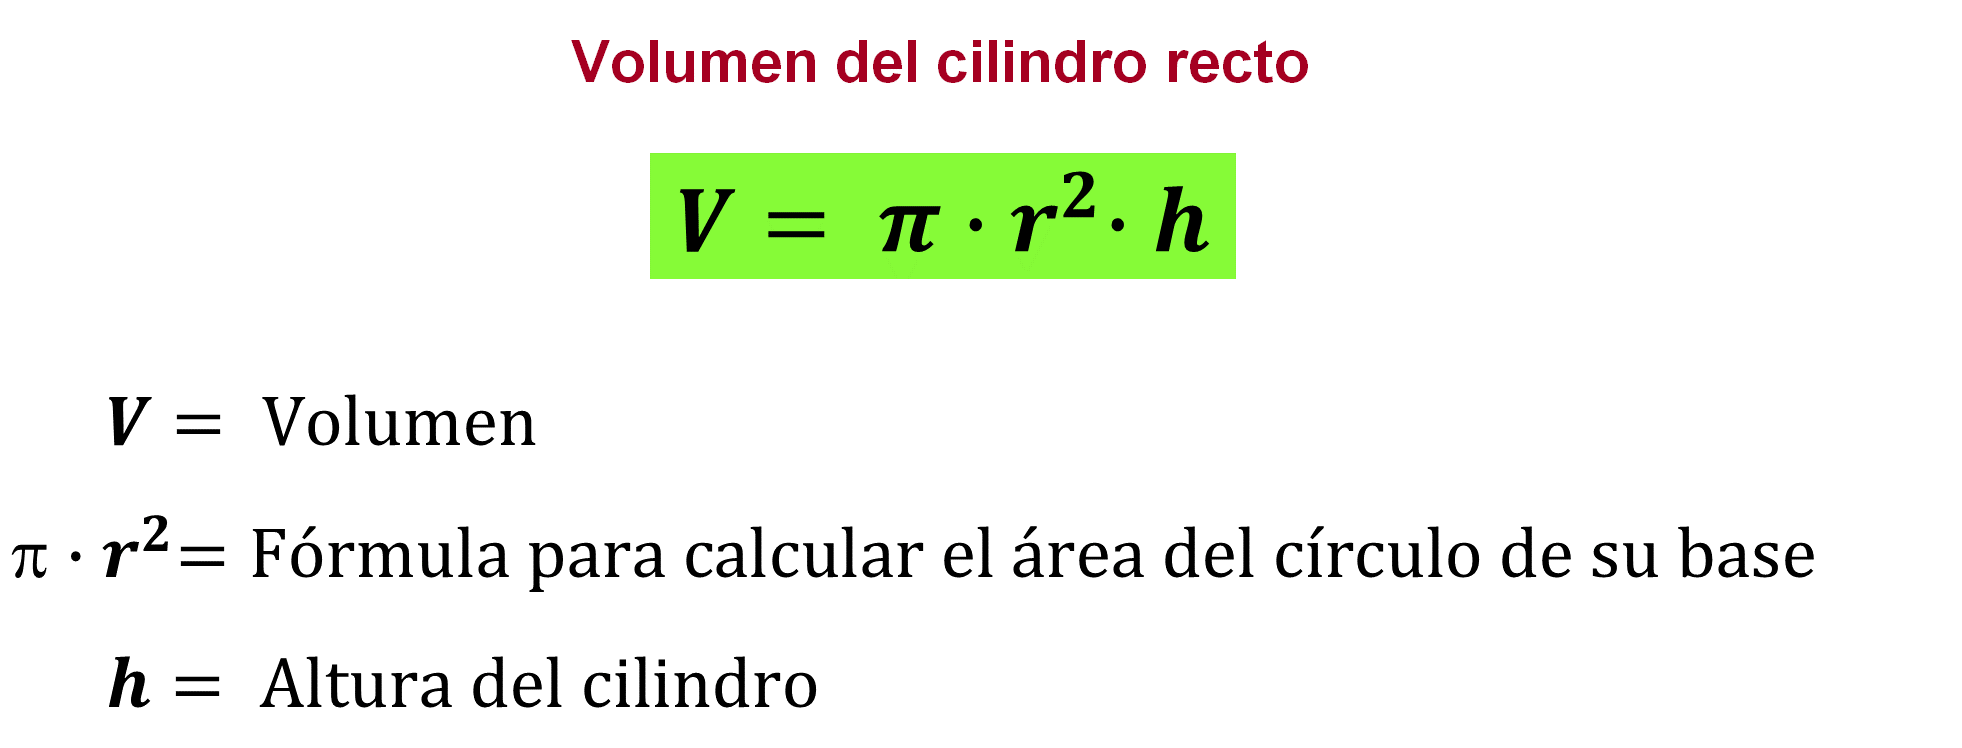 Volumen del cilindro recto
V = π · r² · h
V = Volumen
π · r² = Fórmula para calcular el área del círculo de su base
h = Altura del cilindro